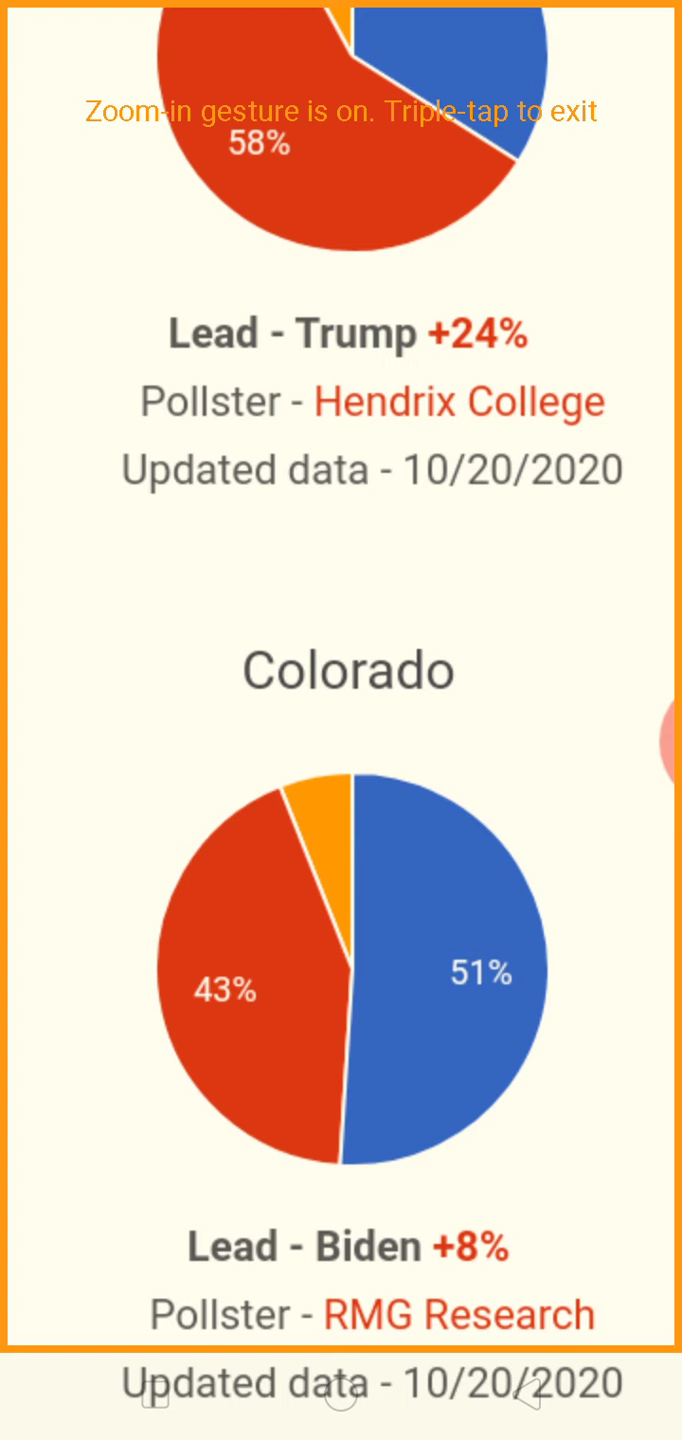 Zoom-in gesture is on. Triple-tap to exit
58%
Lead - Trump +24%
Pollster - Hendrix College
Updated data - 10/20/2020
Colorado
51%
43%
Lead - Biden +8%
Pollster - RMG Research
Updated data - 10/20/2020